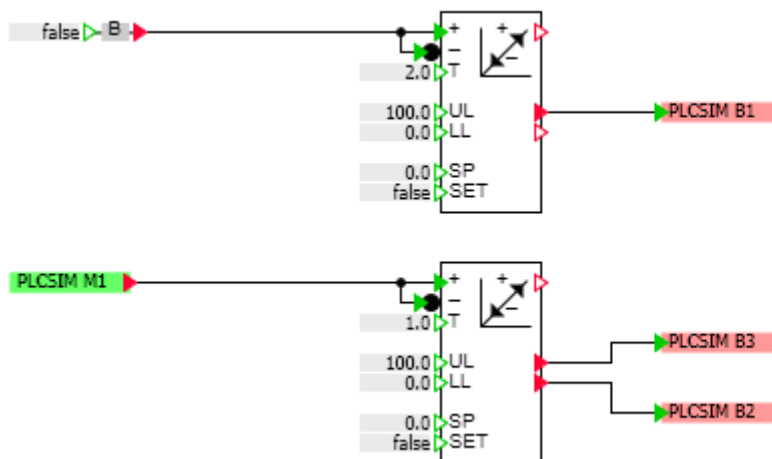 false B + +
− −
2.0 T
100.0 UL PLCSIM B1
0.0 LL
0.0 SP
false SET
PLCSIM M1 + +
− −
1.0 T
PLCSIM B3
100.0 UL
0.0 LL
PLCSIM B2
0.0 SP
false SET